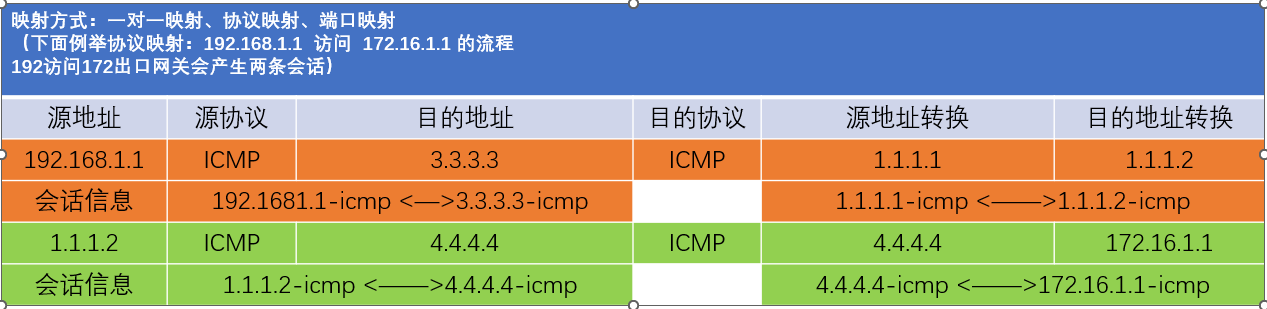 映射方式：一对一映射、协议映射、端口映射
（下面例举协议映射：192.168.1.1 访问 172.16.1.1 的流程
192访问172出口网关会产生两条会话）
源地址 源协议 目的地址 目的协议 源地址转换 目的地址转换
192.168.1.1 ICMP 3.3.3.3 ICMP 1.1.1.1 1.1.1.2
会话信息 192.1681.1-icmp <—>3.3.3.3-icmp 1.1.1.1-icmp <——>1.1.1.2-icmp
1.1.1.2 ICMP 4.4.4.4 ICMP 4.4.4.4 172.16.1.1
会话信息 1.1.1.2-icmp <——>4.4.4.4-icmp 4.4.4.4-icmp <——>172.16.1.1-icmp